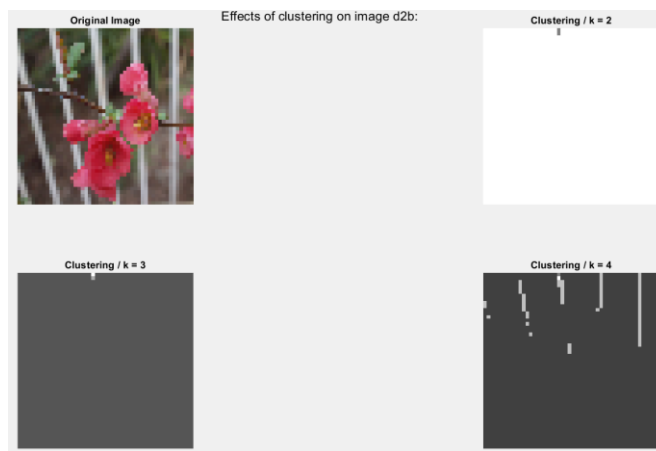 Effects of clustering on image d2b:
Original Image
Clustering / k = 2
Clustering / k = 3
Clustering / k = 4